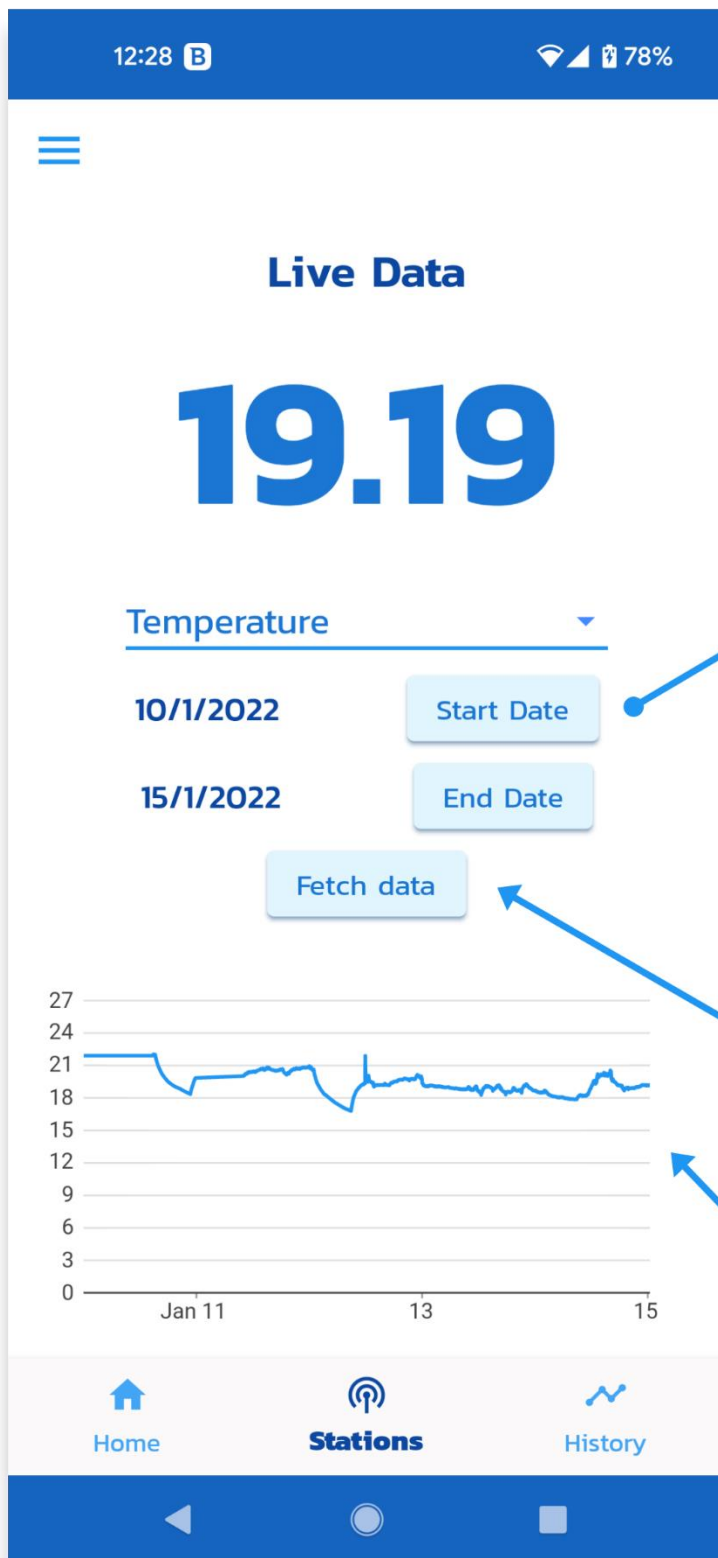 12:28 B 78%
Live Data
19.19
Temperature
10/1/2022 Start Date
15/1/2022 End Date
Fetch data
27
24
21
18
15
12
9
6
3
0
Jan 11 13 15
Home Stations History